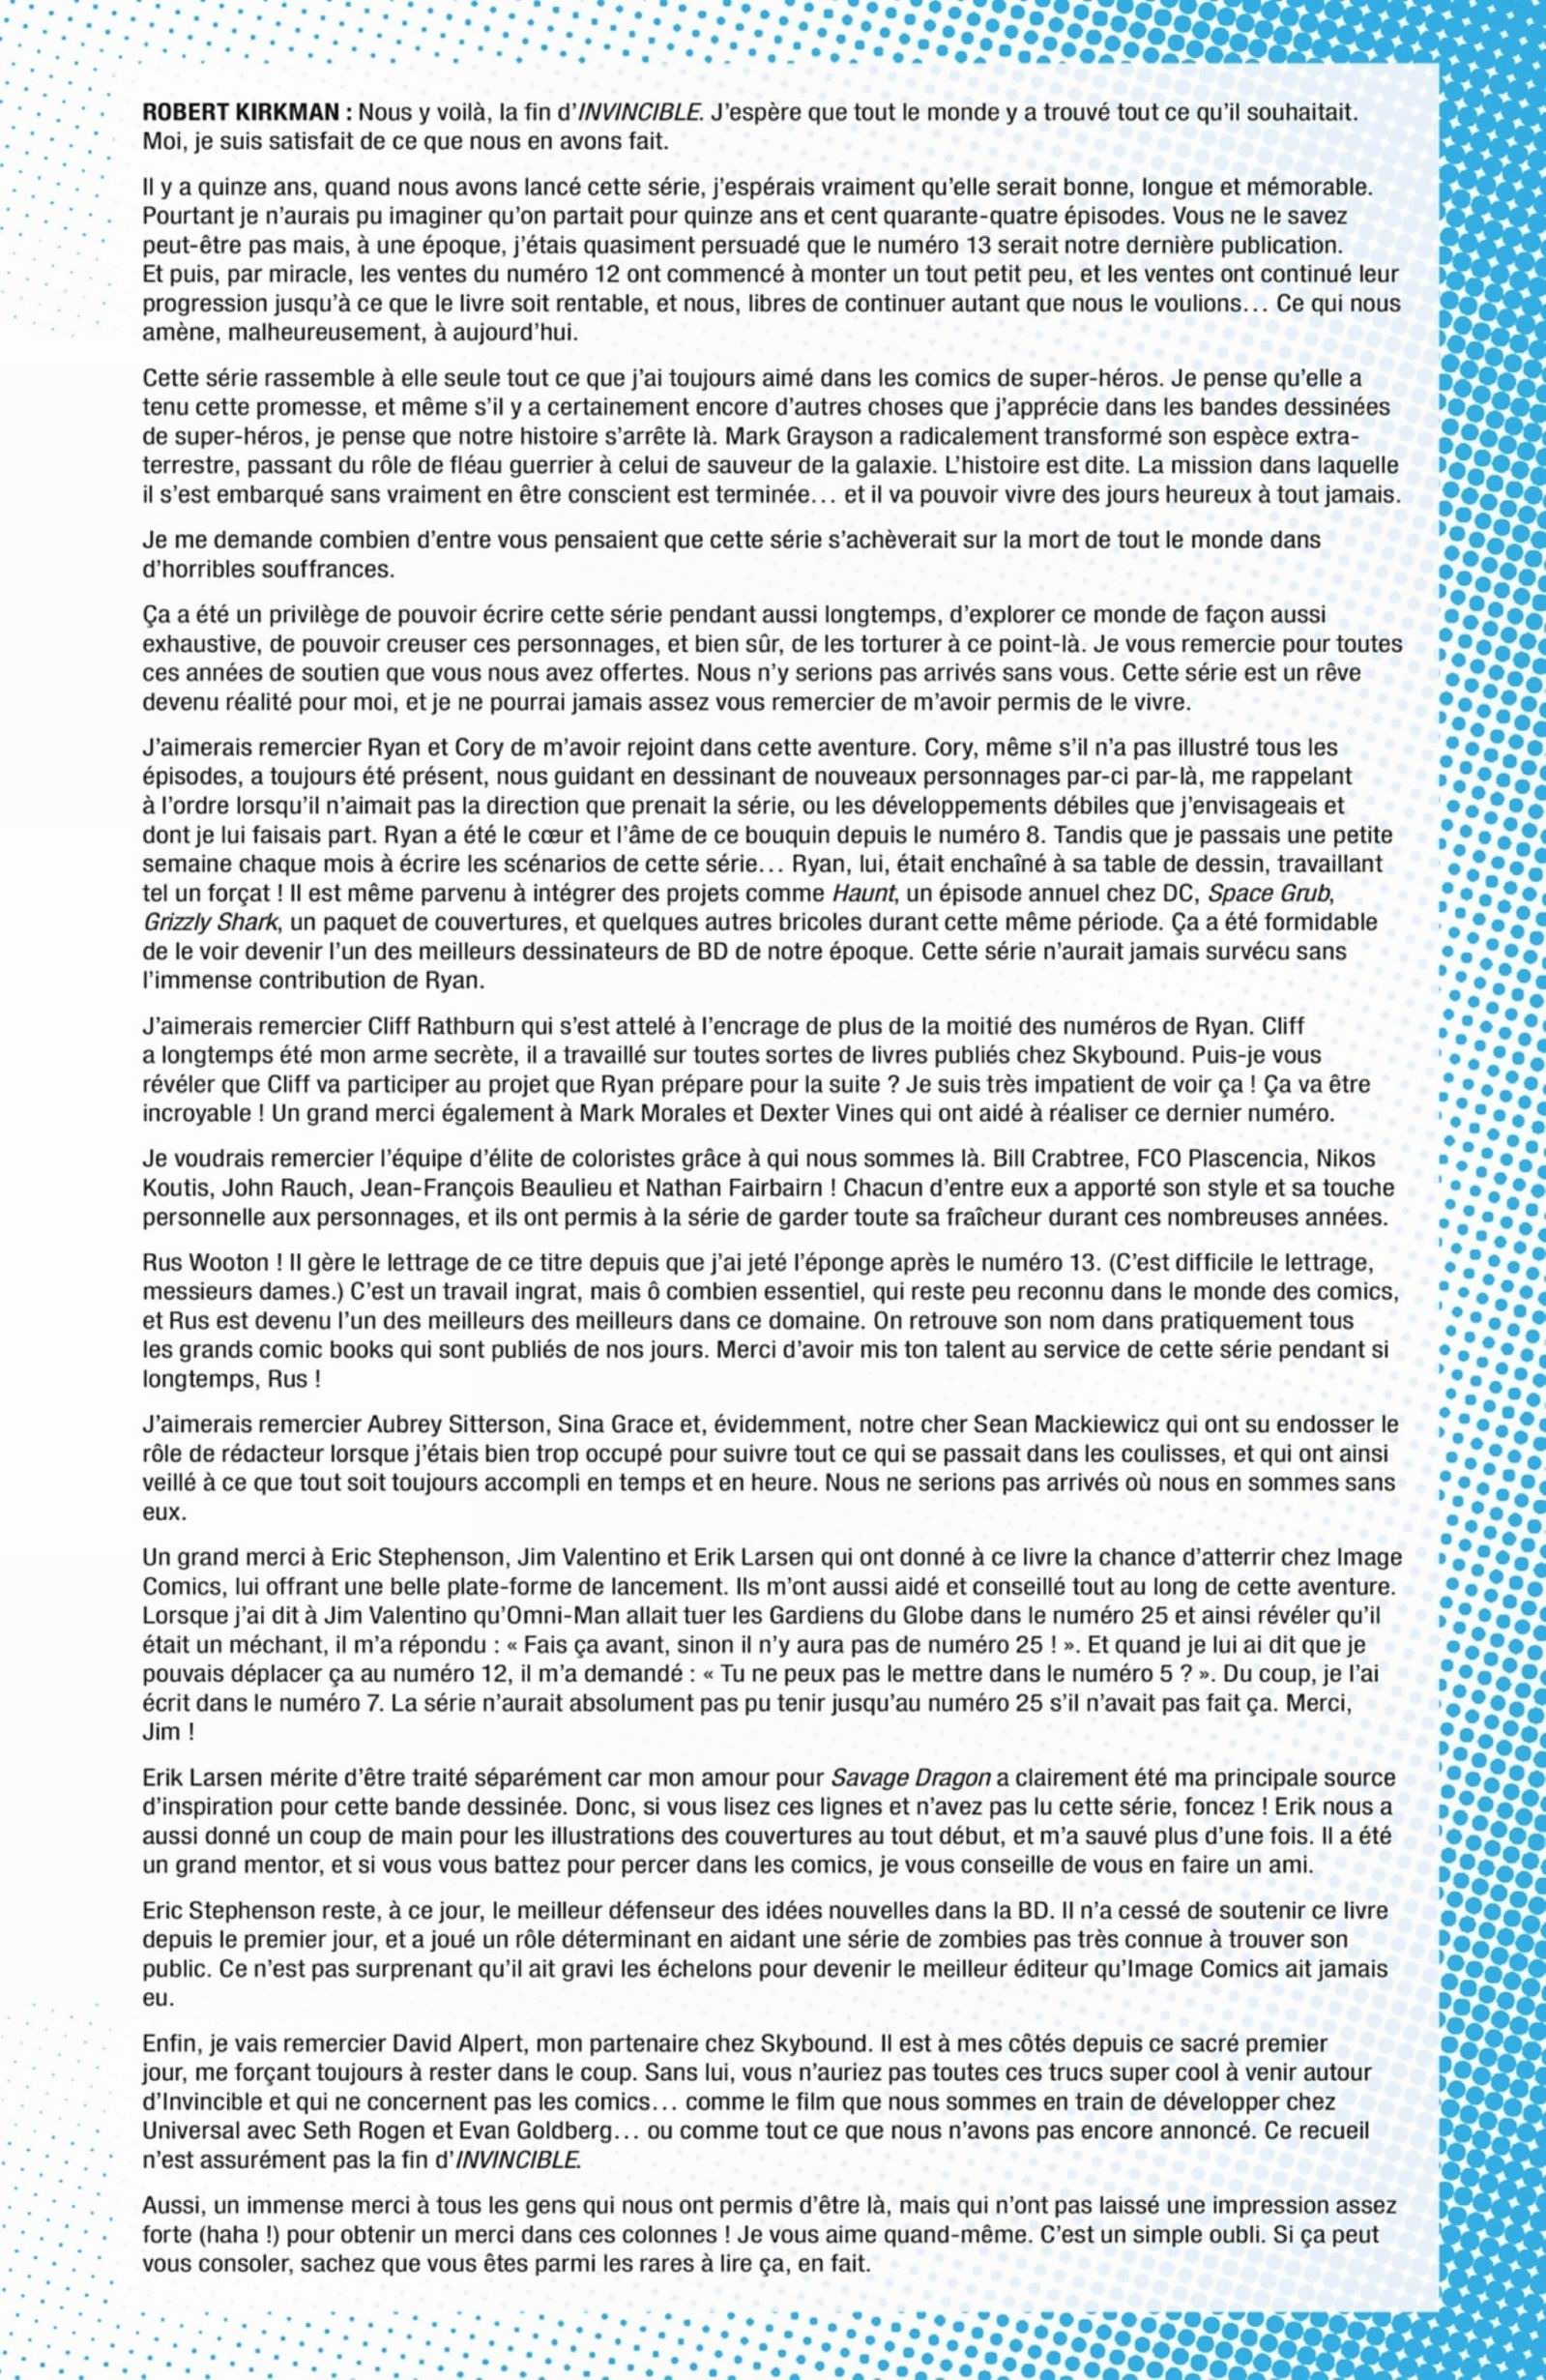 ROBERT KIRKMAN : Nous y voilà, la fin d'INVINCIBLE. J'espère que tout le monde y a trouvé tout ce qu'il souhaitait.
Moi, je suis satisfait de ce que nous en avons fait.
Il y a quinze ans, quand nous avons lancé cette série, j'espérais vraiment qu'elle serait bonne, longue et mémorable.
Pourtant je n'aurais pu imaginer qu'on partait pour quinze ans et cent quarante-quatre épisodes. Vous ne le savez
peut-être pas mais, à une époque, j'étais quasiment persuadé que le numéro 13 serait notre dernière publication.
Et puis, par miracle, les ventes du numéro 12 ont commencé à monter un tout petit peu, et les ventes ont continué leur
progression jusqu'à ce que le livre soit rentable, et nous, libres de continuer autant que nous le voulions... Ce qui nous
amène, malheureusement, à aujourd'hui.
Cette série rassemble à elle seule tout ce que j'ai toujours aimé dans les comics de super-héros. Je pense qu'elle a
tenu cette promesse, et même s'il y a certainement encore d'autres choses que j'apprécie dans les bandes dessinées
de super-héros, je pense que notre histoire s'arrête là. Mark Grayson a radicalement transformé son espèce extra-
terrestre, passant du rôle de fléau guerrier à celui de sauveur de la galaxie. L'histoire est dite. La mission dans laquelle
il s'est embarqué sans vraiment en être conscient est terminée... et il va pouvoir vivre des jours heureux à tout jamais.
Je me demande combien d'entre vous pensaient que cette série s'achèverait sur la mort de tout le monde dans
d'horribles souffrances.
Ça a été un privilège de pouvoir écrire cette série pendant aussi longtemps, d'explorer ce monde de façon aussi
exhaustive, de pouvoir creuser ces personnages, et bien sûr, de les torturer à ce point-là. Je vous remercie pour toutes
ces années de soutien que vous nous avez offertes. Nous n'y serions pas arrivés sans vous. Cette série est un rêve
devenu réalité pour moi, et je ne pourrai jamais assez vous remercier de m'avoir permis de le vivre.
J'aimerais remercier Ryan et Cory de m'avoir rejoint dans cette aventure. Cory, même s'il n'a pas illustré tous les
épisodes, a toujours été présent, nous guidant en dessinant de nouveaux personnages par-ci par-là, me rappelant
à l'ordre lorsqu'il n'aimait pas la direction que prenait la série, ou les développements débiles que j'envisageais et
dont je lui faisais part. Ryan a été le cœur et l'âme de ce bouquin depuis le numéro 8. Tandis que je passais une petite
semaine chaque mois à écrire les scénarios de cette série... Ryan, lui, était enchaîné à sa table de dessin, travaillant
tel un forçat ! Il est même parvenu à intégrer des projets comme Haunt, un épisode annuel chez DC, Space Grub,
Grizzly Shark, un paquet de couvertures, et quelques autres bricoles durant cette même période. Ça a été formidable
de le voir devenir l'un des meilleurs dessinateurs de BD de notre époque. Cette série n'aurait jamais survécu sans
l'immense contribution de Ryan.
J'aimerais remercier Cliff Rathburn qui s'est attelé à l'encrage de plus de la moitié des numéros de Ryan. Cliff
a longtemps été mon arme secrète, il a travaillé sur toutes sortes de livres publiés chez Skybound. Puis-je vous
révéler que Cliff va participer au projet que Ryan prépare pour la suite ? Je suis très impatient de voir ça ! Ça va être
incroyable ! Un grand merci également à Mark Morales et Dexter Vines qui ont aidé à réaliser ce dernier numéro.
Je voudrais remercier l'équipe d'élite de coloristes grâce à qui nous sommes là. Bill Crabtree, FCO Plascencia, Nikos
Koutis, John Rauch, Jean-François Beaulieu et Nathan Fairbairn ! Chacun d'entre eux a apporté son style et sa touche
personnelle aux personnages, et ils ont permis à la série de garder toute sa fraîcheur durant ces nombreuses années.
Rus Wooton ! Il gère le lettrage de ce titre depuis que j'ai jeté l'éponge après le numéro 13. (C'est difficile le lettrage,
messieurs dames.) C'est un travail ingrat, mais ô combien essentiel, qui reste peu reconnu dans le monde des comics,
et Rus est devenu l'un des meilleurs des meilleurs dans ce domaine. On retrouve son nom dans pratiquement tous
les grands comic books qui sont publiés de nos jours. Merci d'avoir mis ton talent au service de cette série pendant si
longtemps, Rus !
J'aimerais remercier Aubrey Sitterson, Sina Grace et, évidemment, notre cher Sean Mackiewicz qui ont su endosser le
rôle de rédacteur lorsque j'étais bien trop occupé pour suivre tout ce qui se passait dans les coulisses, et qui ont ainsi
veillé à ce que tout soit toujours accompli en temps et en heure. Nous ne serions pas arrivés où nous en sommes sans
eux.
Un grand merci à Eric Stephenson, Jim Valentino et Erik Larsen qui ont donné à ce livre la chance d'atterrir chez Image
Comics, lui offrant une belle plate-forme de lancement. Ils m'ont aussi aidé et conseillé tout au long de cette aventure.
Lorsque j'ai dit à Jim Valentino qu'Omni-Man allait tuer les Gardiens du Globe dans le numéro 25 et ainsi révéler qu'il
était un méchant, il m'a répondu : « Fais ça avant, sinon il n'y aura pas de numéro 25 ! ». Et quand je lui ai dit que je
pouvais déplacer ça au numéro 12, il m'a demandé : « Tu ne peux pas le mettre dans le numéro 5 ? ». Du coup, je l'ai
écrit dans le numéro 7. La série n'aurait absolument pas pu tenir jusqu'au numéro 25 s'il n'avait pas fait ça. Merci,
Jim !
Erik Larsen mérite d'être traité séparément car mon amour pour Savage Dragon a clairement été ma principale source
d'inspiration pour cette bande dessinée. Donc, si vous lisez ces lignes et n'avez pas lu cette série, foncez ! Erik nous a
aussi donné un coup de main pour les illustrations des couvertures au tout début, et m'a sauvé plus d'une fois. Il a été
un grand mentor, et si vous vous battez pour percer dans les comics, je vous conseille de vous en faire un ami.
Eric Stephenson reste, à ce jour, le meilleur défenseur des idées nouvelles dans la BD. Il n'a cessé de soutenir ce livre
depuis le premier jour, et a joué un rôle déterminant en aidant une série de zombies pas très connue à trouver son
public. Ce n'est pas surprenant qu'il ait gravi les échelons pour devenir le meilleur éditeur qu'Image Comics ait jamais
eu.
Enfin, je vais remercier David Alpert, mon partenaire chez Skybound. Il est à mes côtés depuis ce sacré premier
jour, me forçant toujours à rester dans le coup. Sans lui, vous n'auriez pas toutes ces trucs super cool à venir autour
d'Invincible et qui ne concernent pas les comics... comme le film que nous sommes en train de développer chez
Universal avec Seth Rogen et Evan Goldberg... ou comme tout ce que nous n'avons pas encore annoncé. Ce recueil
n'est assurément pas la fin d'INVINCIBLE.
Aussi, un immense merci à tous les gens qui nous ont permis d'être là, mais qui n'ont pas laissé une impression assez
forte (haha !) pour obtenir un merci dans ces colonnes ! Je vous aime quand-même. C'est un simple oubli. Si ça peut
vous consoler, sachez que vous êtes parmi les rares à lire ça, en fait.